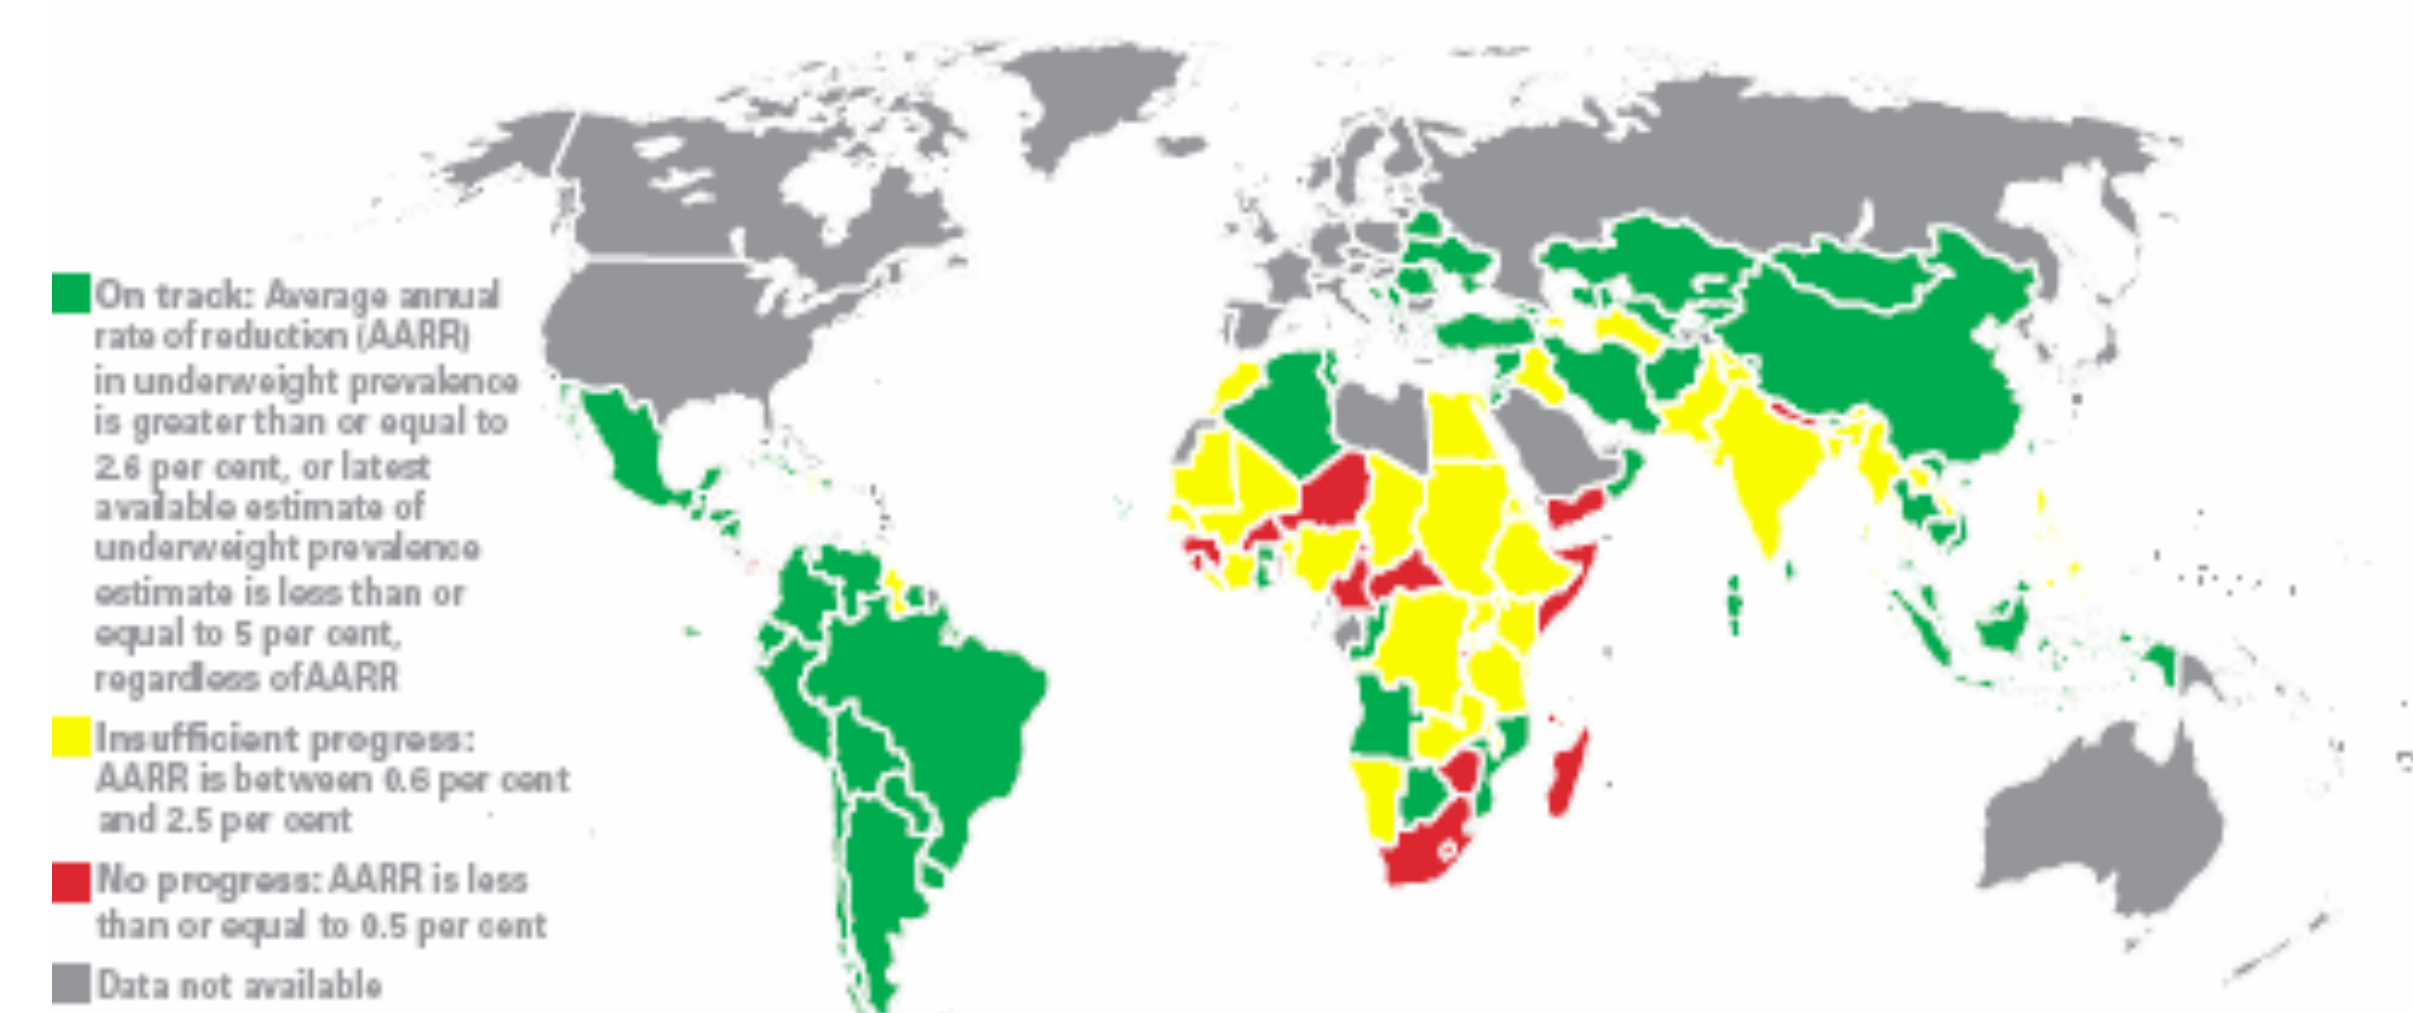 On track: Average annual
rate of reduction (AARR)
in underweight prevalence
is greater than or equal to
2.6 per cent, or latest
available estimate of
underweight prevalence
estimate is less than or
equal to 5 per cent,
regardless of AARR
Insufficient progress:
AARR is between 0.6 per cent
and 2.5 per cent
No progress: AARR is less
than or equal to 0.5 per cent
Data not available